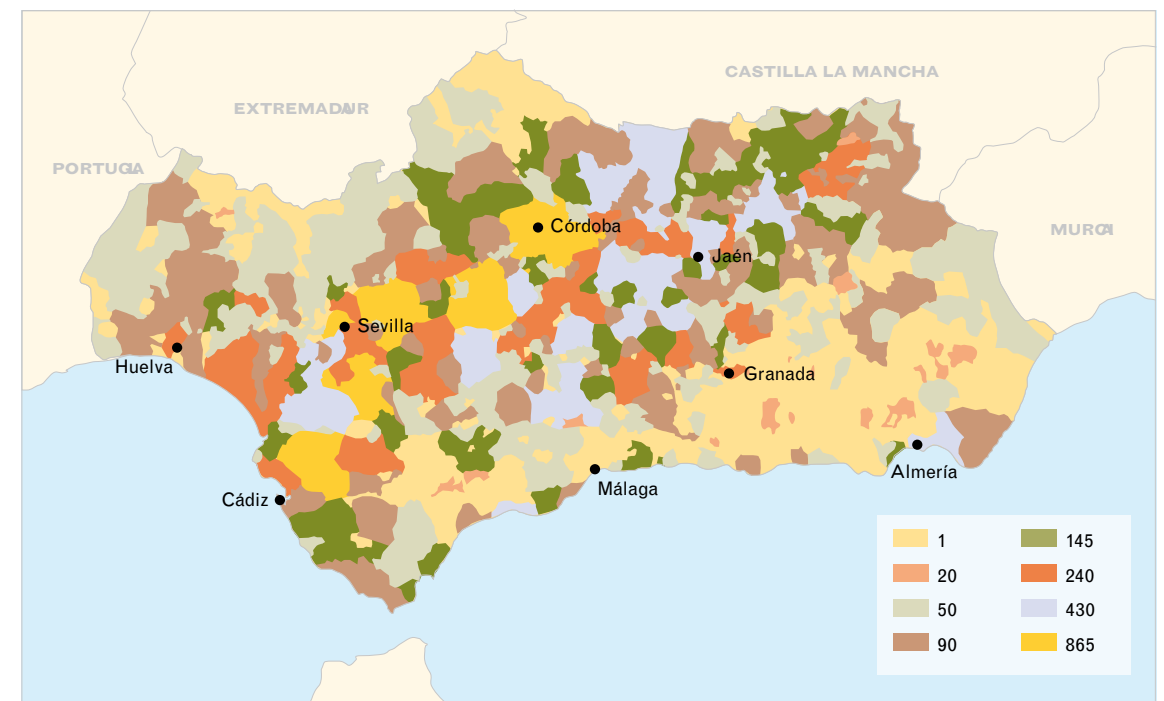 CASTILLA LA MANCHA
EXTREMADUR
PORTUGA
MURCI
Córdoba
Jaén
Sevilla
Huelva
Granada
Almería
Málaga
Cádiz
1
20
50
90
145
240
430
865